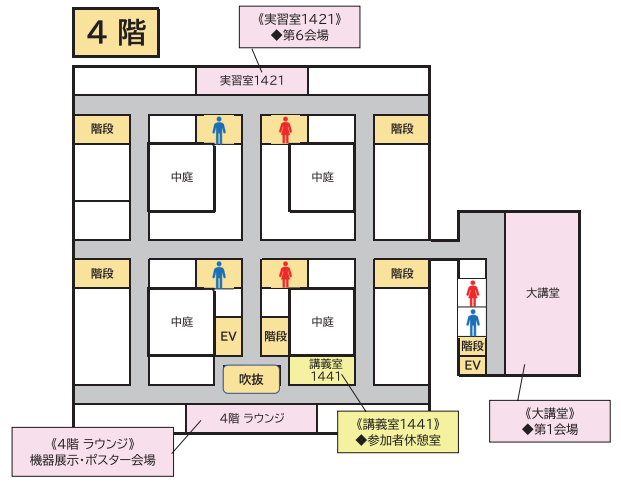 4 階
《実習室1421》
◆第6会場
実習室1421
階段
階段
中庭
中庭
階段
階段
大講堂
中庭
中庭
EV
階段
階段
EV
講義室
1441
吹抜
4階 ラウンジ
《講義室1441》
◆参加者休憩室
《大講堂》
◆第1会場
《4階 ラウンジ》
機器展示・ポスター会場